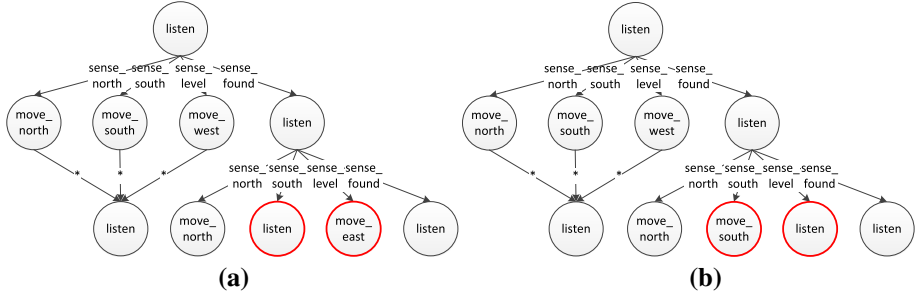 listen
sense_ sense_ sense_ sense_
north south level found
move_ move_ move_ listen
north south west
* * *
sense_ sense_ sense_ sense_
north south level found
listen move_ listen move_ listen
north east
(a)
listen
sense_ sense_ sense_ sense_
north south level found
move_ move_ move_ listen
north south west
* * *
sense_ sense_ sense_ sense_
north south level found
listen move_ move_ listen listen
north south
(b)